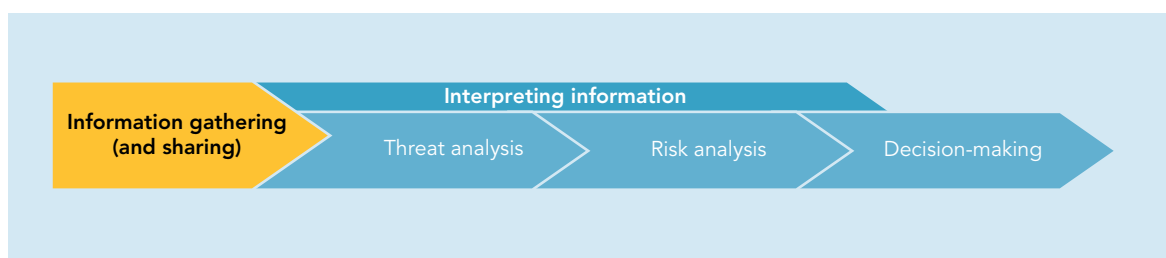 Interpreting information
Information gathering
(and sharing)
Threat analysis
Risk analysis
Decision-making